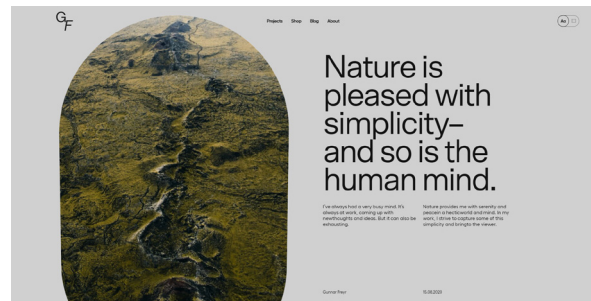 GF
Projects Shop Blog About
Nature is
pleased with
simplicity–
and so is the
human mind.
I've always had a very busy mind. It's
always at work, coming up with
newthoughts and ideas. But it can also be
exhausting.
Nature provides me with serenity and
peacein a hecticworld and mind. In my
work, I strive to capture some of this
simplicity and bringto the viewer.
Gunnar Freyr